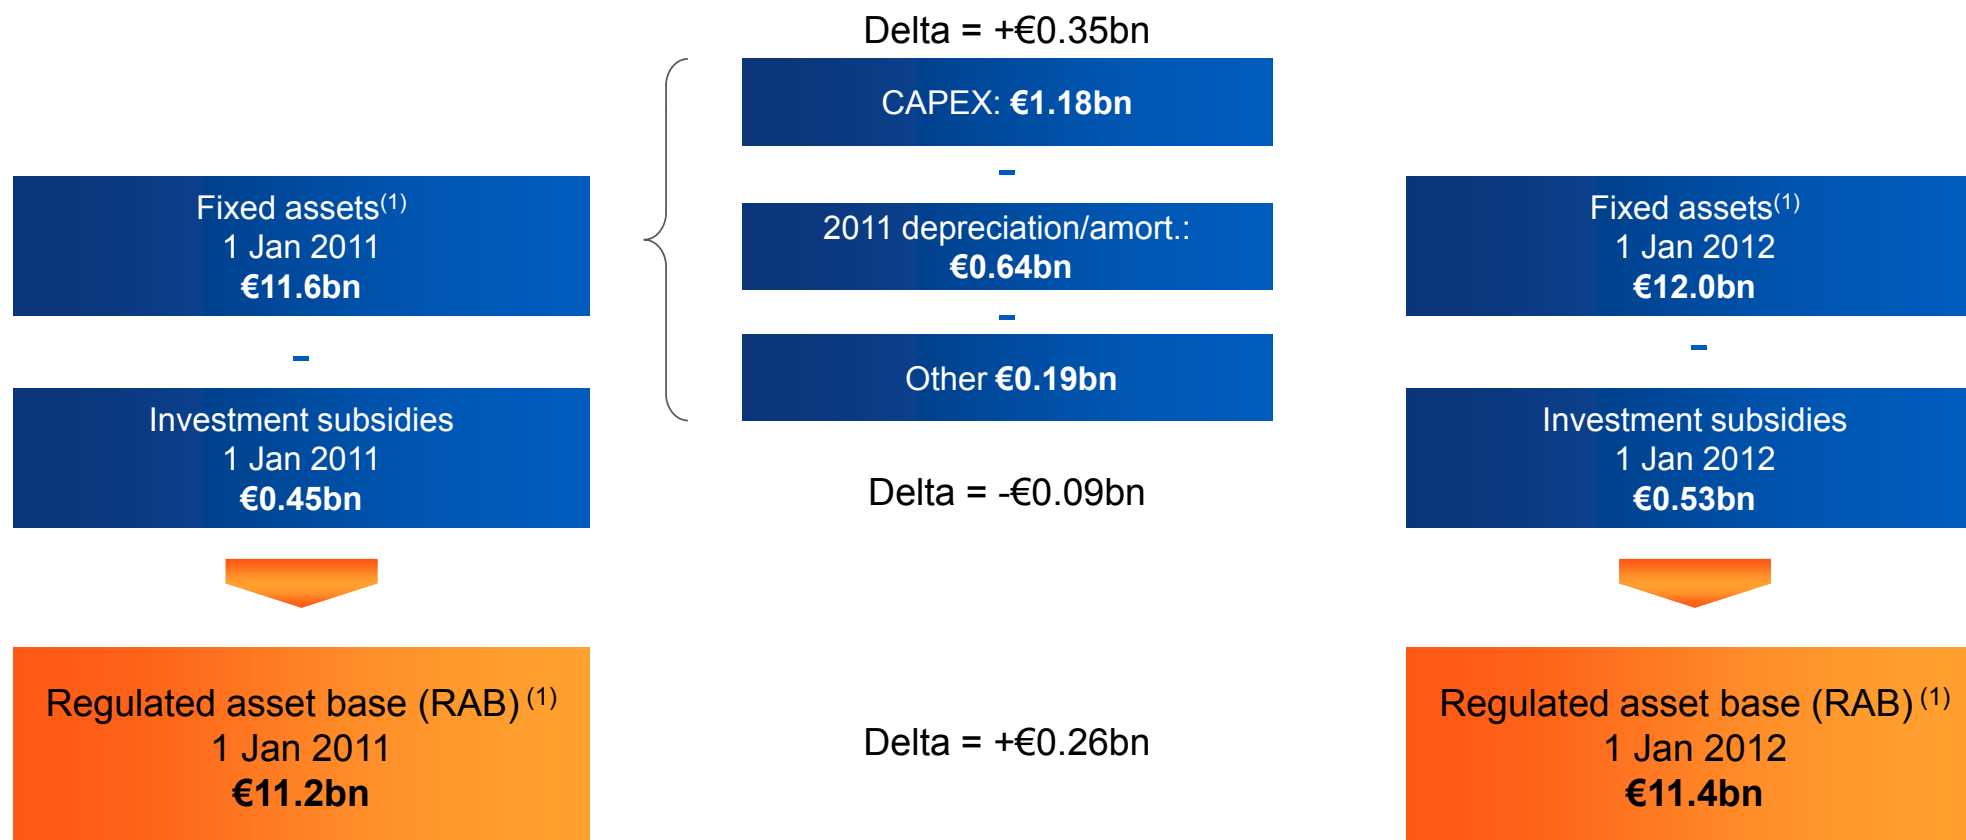 Delta = +€0.35bn
CAPEX: €1.18bn
-
2011 depreciation/amort.:
€0.64bn
-
Other €0.19bn
Fixed assets(1)
1 Jan 2011
€11.6bn
-
Investment subsidies
1 Jan 2011
€0.45bn
Delta = -€0.09bn
Fixed assets(1)
1 Jan 2012
€12.0bn
-
Investment subsidies
1 Jan 2012
€0.53bn
Regulated asset base (RAB) (1)
1 Jan 2011
€11.2bn
Delta = +€0.26bn
Regulated asset base (RAB) (1)
1 Jan 2012
€11.4bn